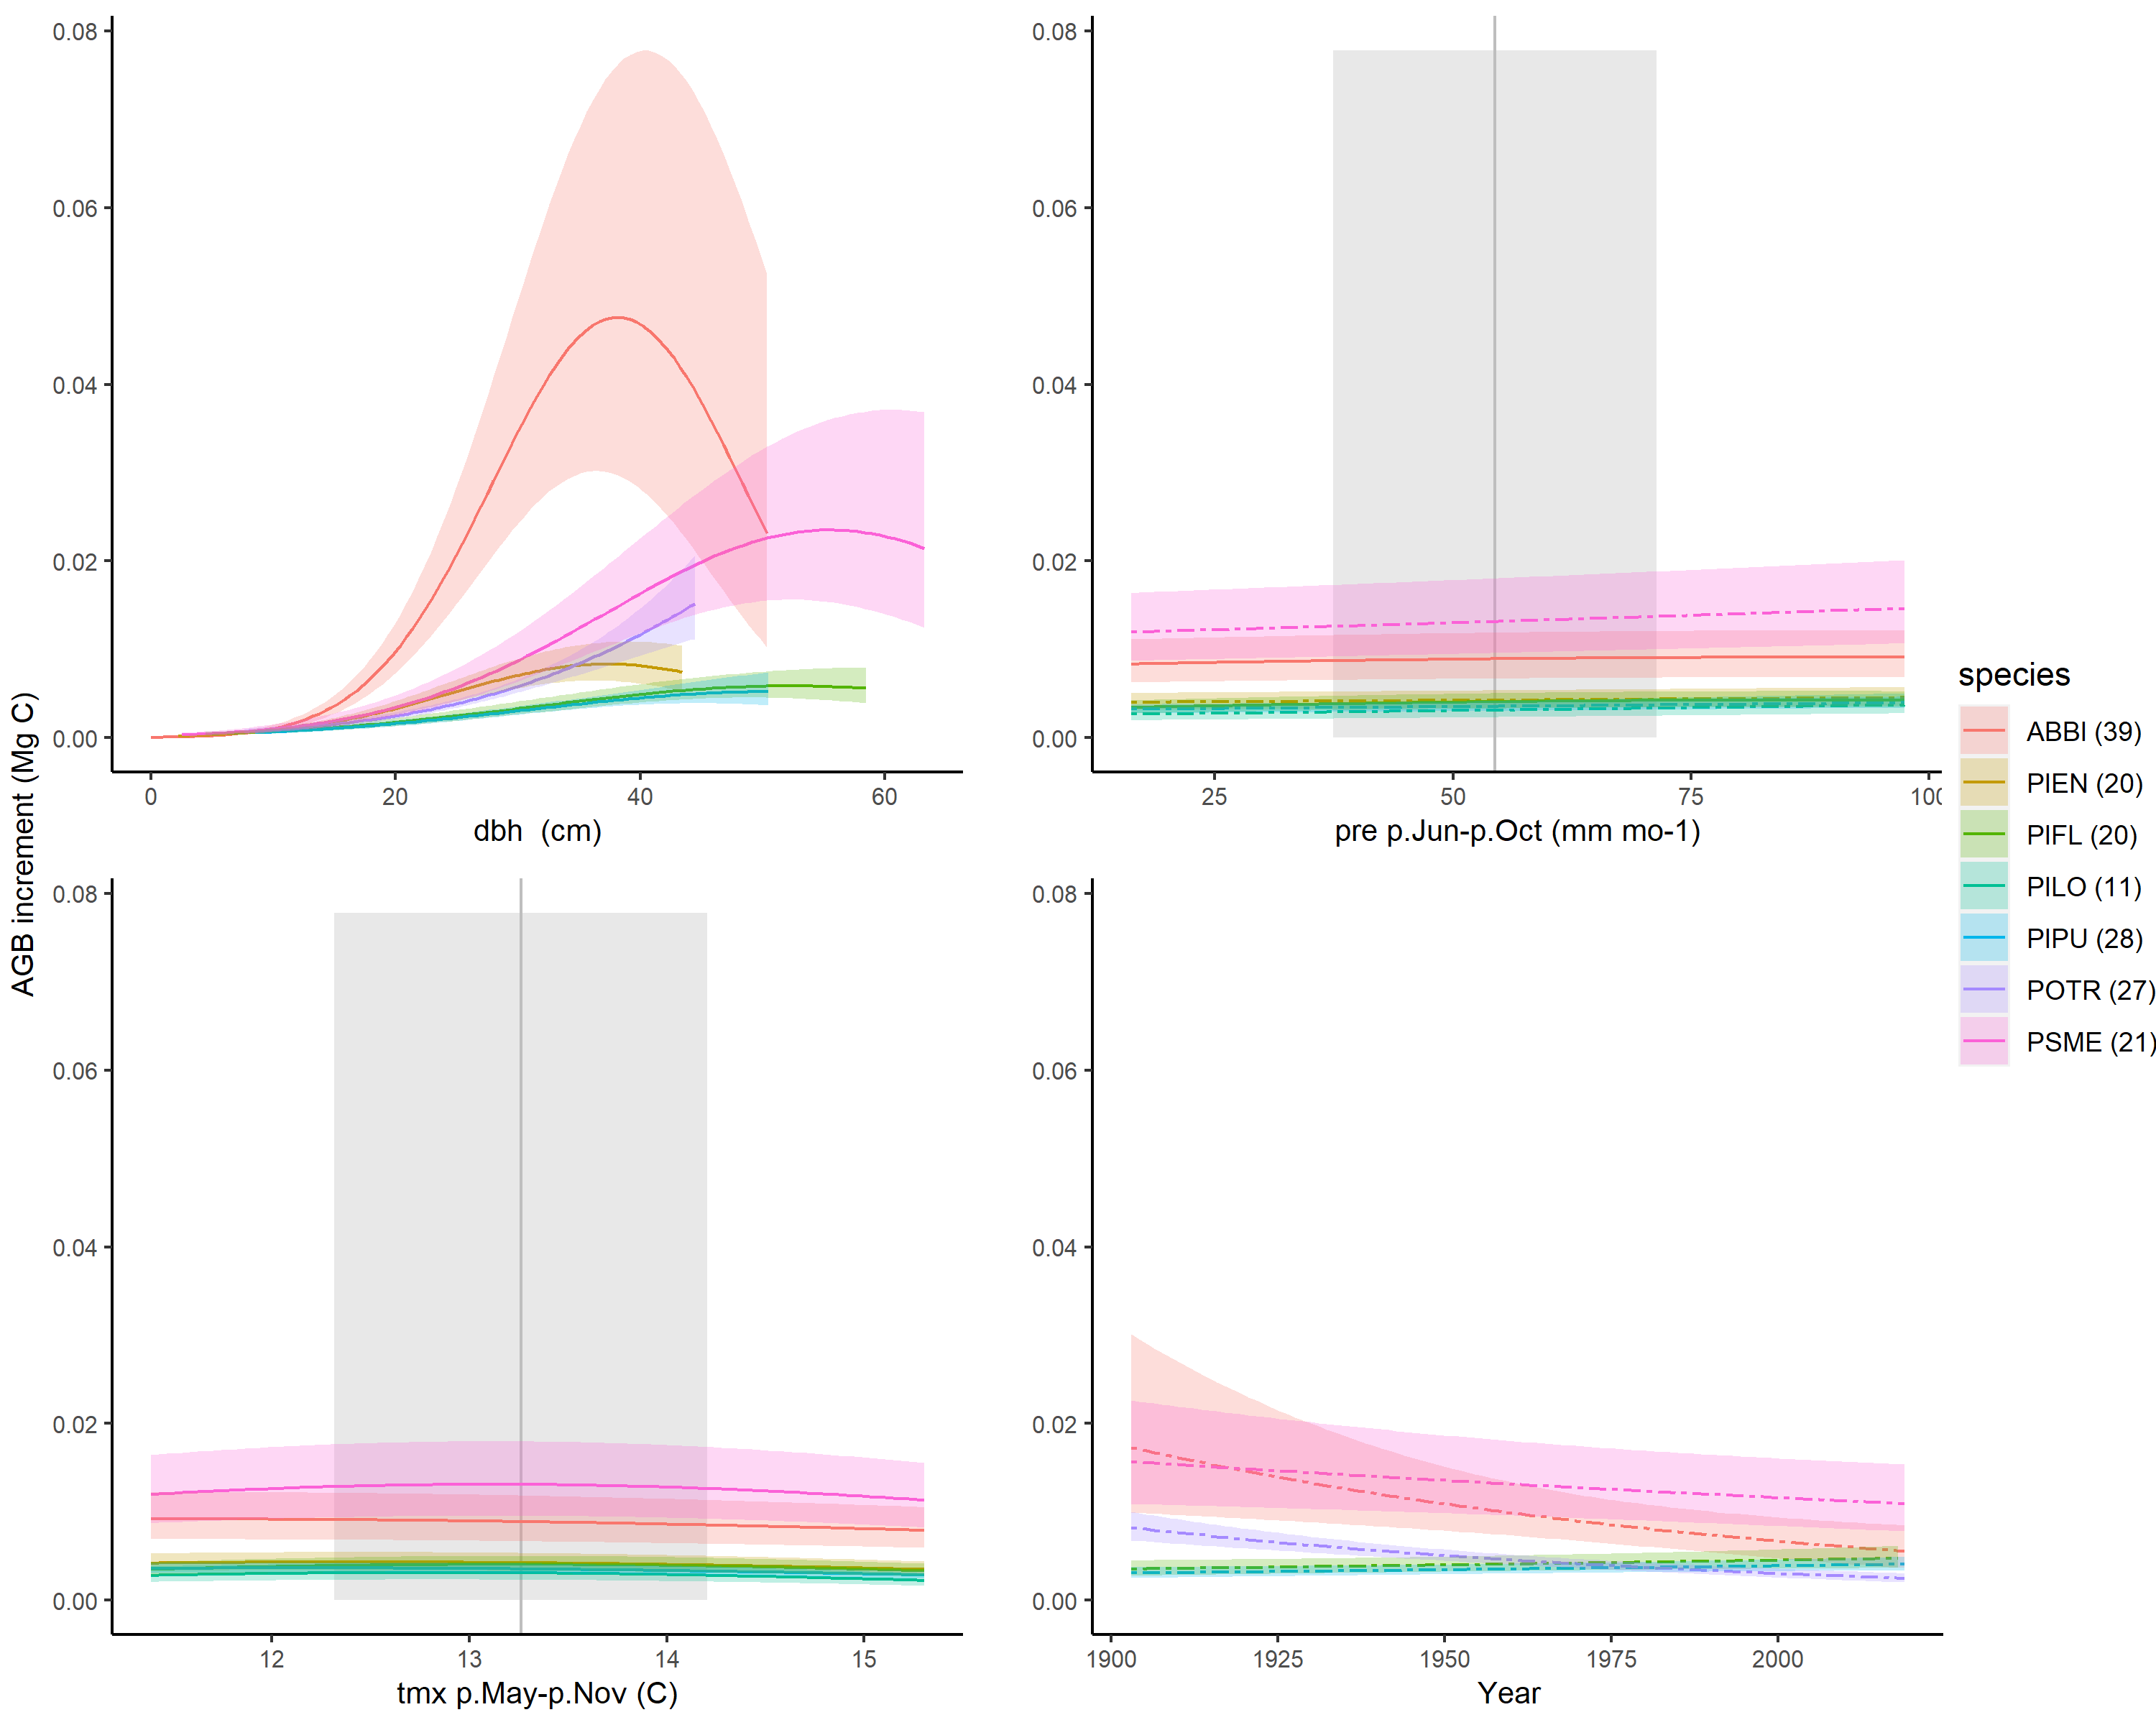 AGB increment (Mg C)
0.08
0.06
0.04
0.02
0.00
0 20 40 60
dbh (cm)
0.08
0.06
0.04
0.02
0.00
25 50 75 100
pre p.Jun-p.Oct (mm mo-1)
0.08
0.06
0.04
0.02
0.00
12 13 14 15
tmx p.May-p.Nov (C)
0.08
0.06
0.04
0.02
0.00
1900 1925 1950 1975 2000
Year
species
ABBI (39)
PIEN (20)
PIFL (20)
PILO (11)
PIPU (28)
POTR (27)
PSME (21)